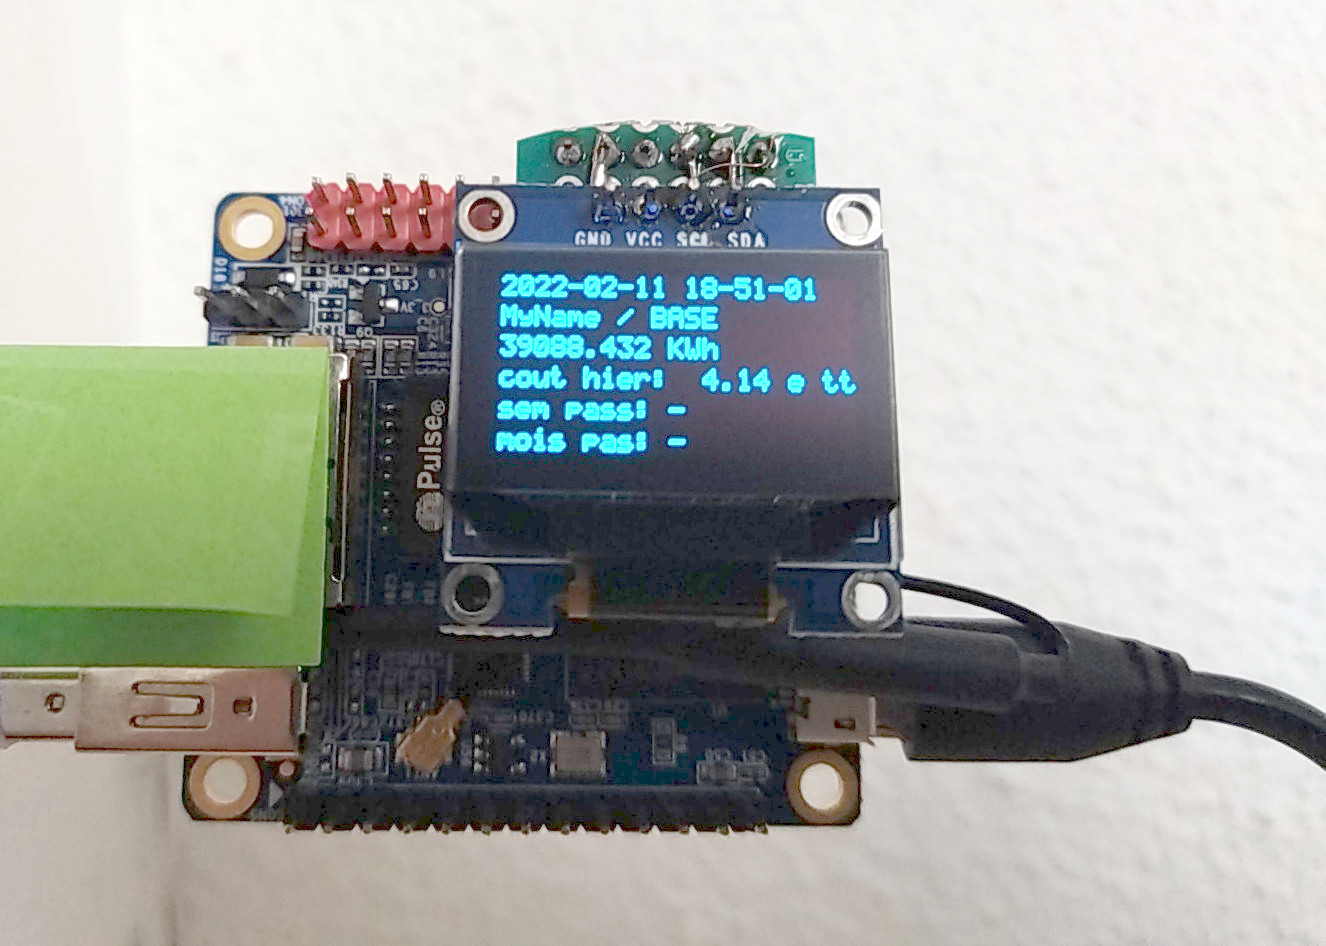 GND VCC SCL SDA
2022-02-11 18-51-01
MyName / BASE
39088.432 KWh
cout hier: 4.14 e tt
sem pass: -
mois pas: -
Pulse®